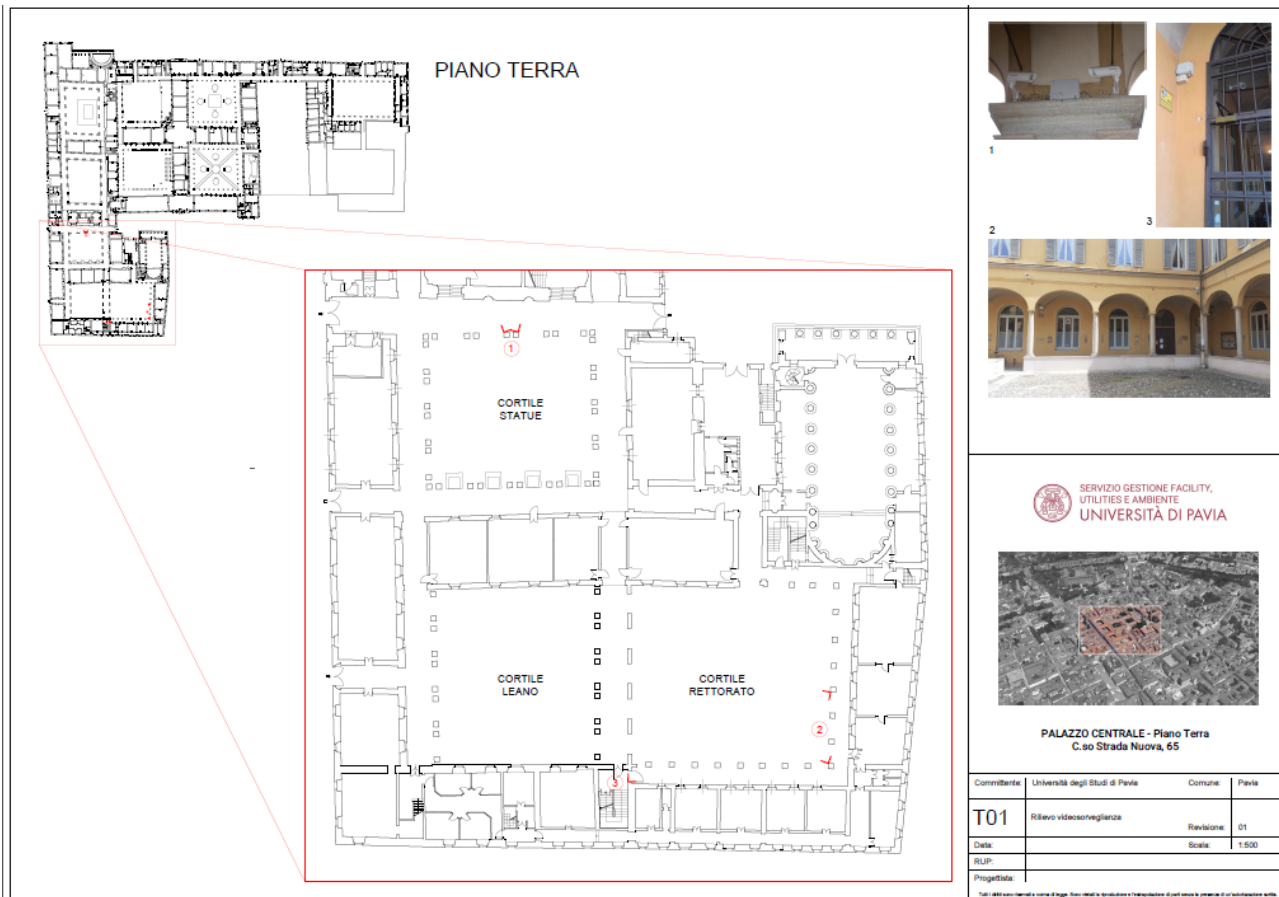 PIANO TERRA
1
CORTILE
STATUE
CORTILE
LEANO
CORTILE
RETTORATO
2
3
1
3
2
SERVIZIO GESTIONE FACILITY,
UTILITIES E AMBIENTE
UNIVERSITÀ DI PAVIA
PALAZZO CENTRALE - Piano Terra
C.so Strada Nuova, 65
Committente: Università degli Studi di Pavia Comune: Pavia
T01 Rilievo videosorveglianza
Revisione: 01
Data: Scala: 1:500
RUP:
Progettista: